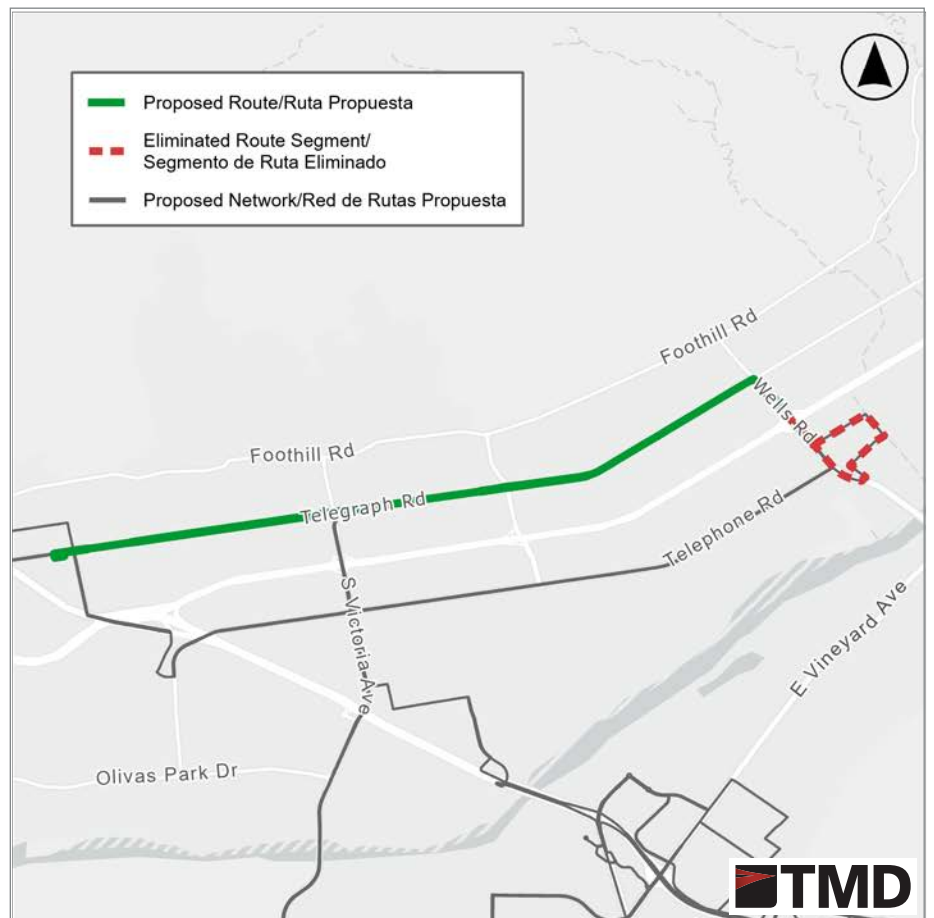 Proposed Route/Ruta Propuesta
Eliminated Route Segment/
Segmento de Ruta Eliminado
Proposed Network/Red de Rutas Propuesta
Foothill Rd
Wells Rd
Foothill Rd
Telegraph Rd
Telephone Rd
S Victoria Ave
E Vineyard Ave
Olivas Park Dr
TMD